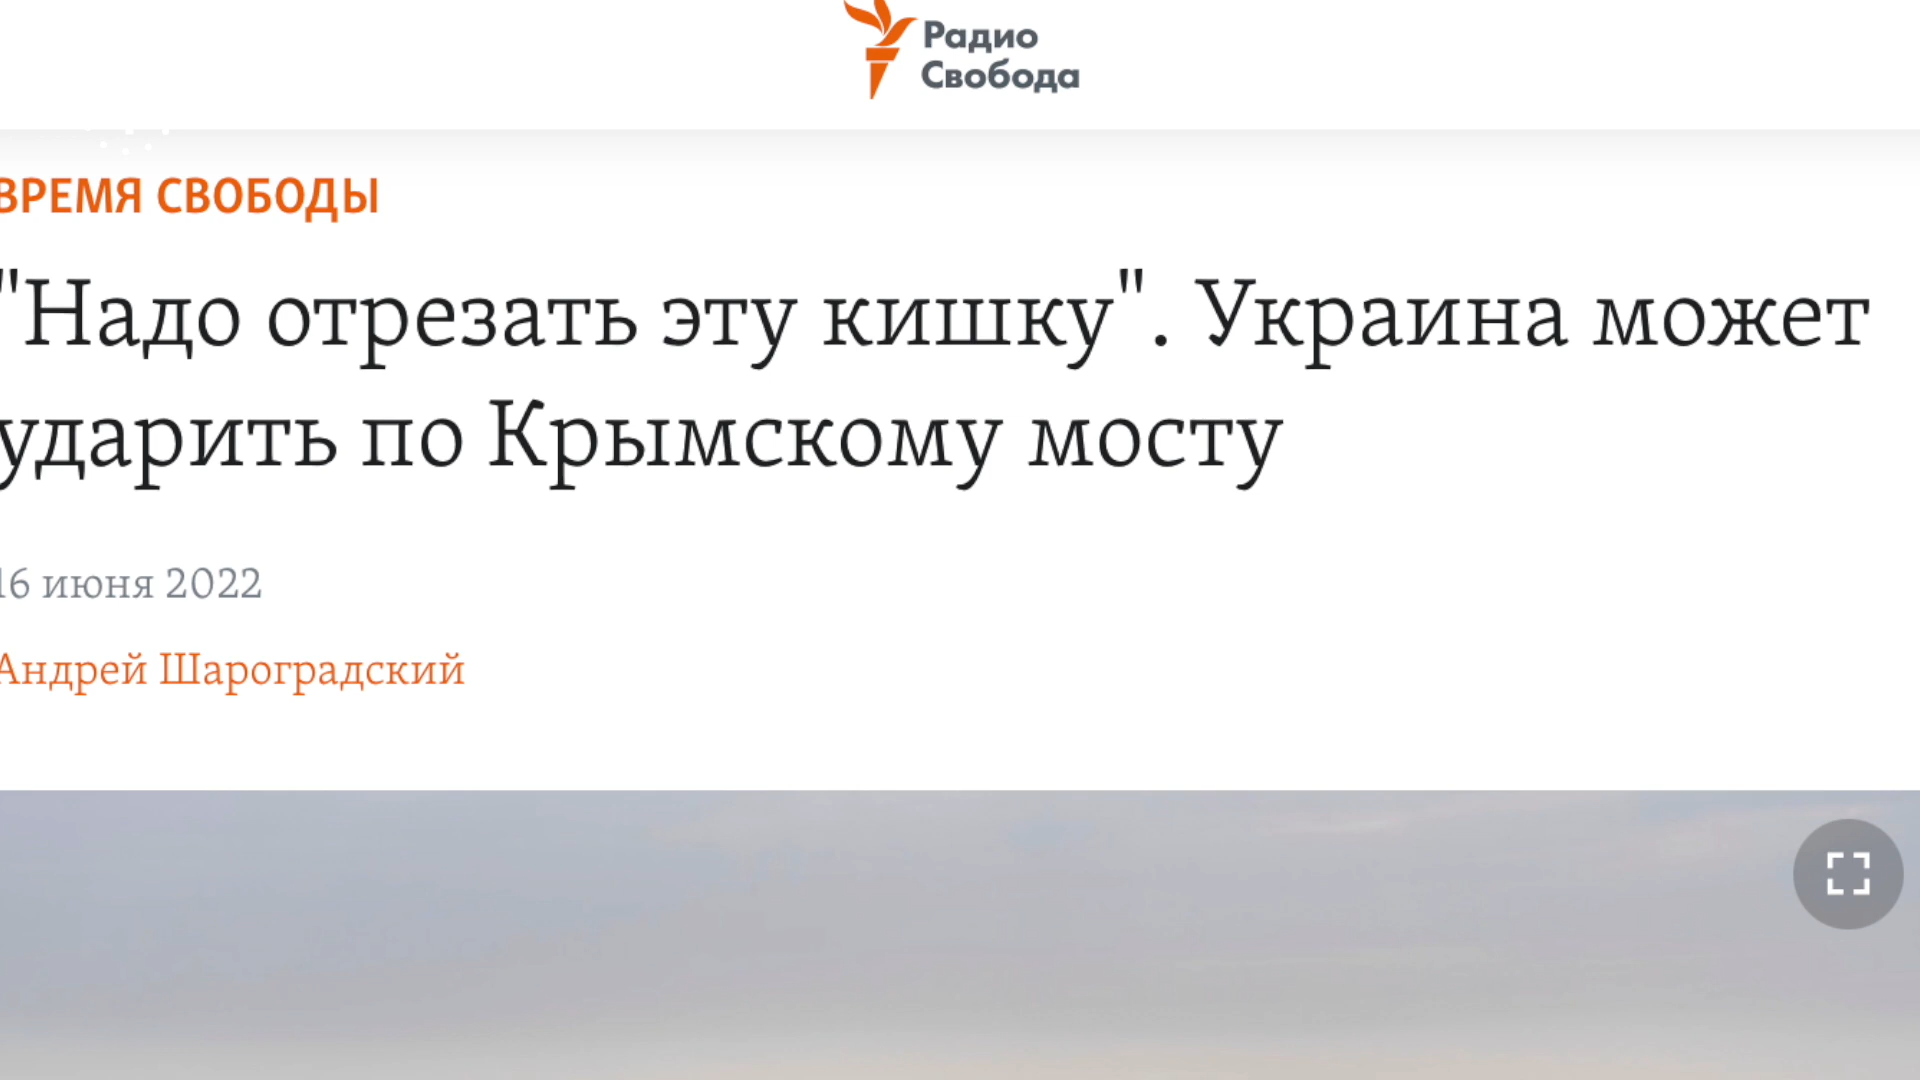 Радио
Свобода
ВРЕМЯ СВОБОДЫ
"Надо отрезать эту кишку". Украина может
ударить по Крымскому мосту
16 июня 2022
Андрей Шароградский